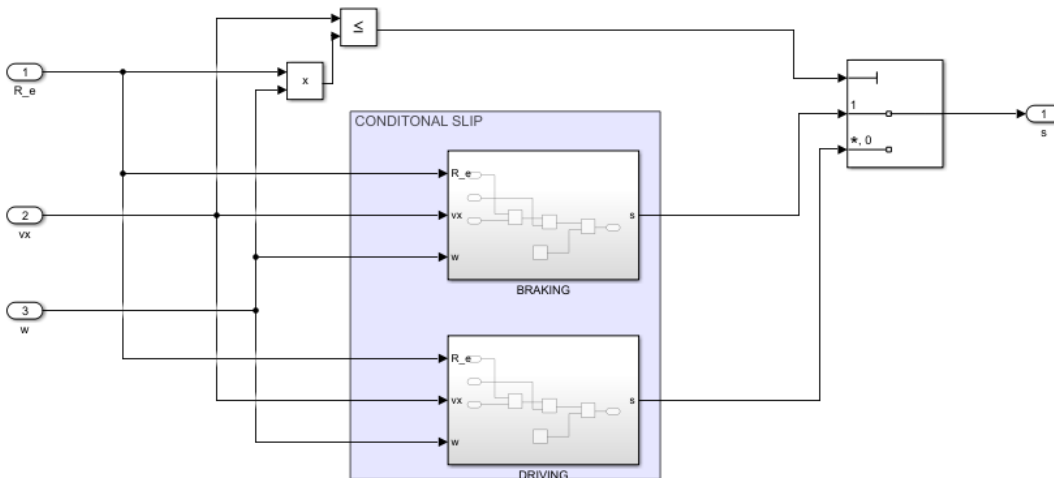 ≤
1
R_e
x
CONDITONAL SLIP
1
*, 0
1
s
R_e
vx
w
s
BRAKING
2
vx
3
w
R_e
vx
w
s
DRIVING